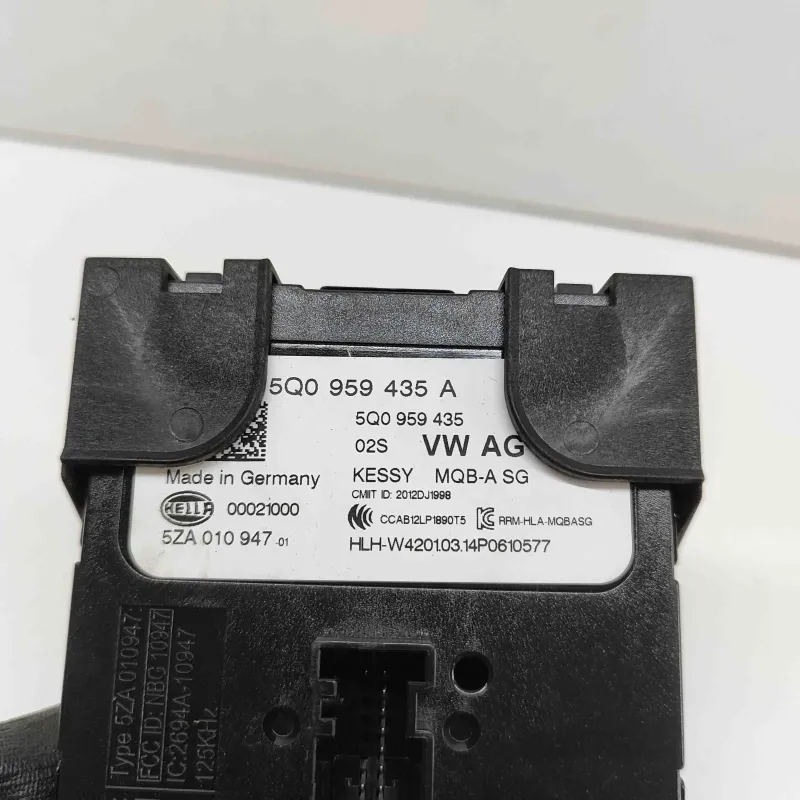 5Q0 959 435 A
5Q0 959 435
02S VW AG
Made in Germany KESSY MQB-A SG
CMIIT ID: 2012DJ1998
HELLA 00021000 CCAB12LP1890T5 RRM-HLA-MQBASG
5ZA 010 947-01 HLH-W4201.03.14P0610577
Type 5ZA 010947
FCC ID: NBG 10947
IC:2694A-10947
125KHz